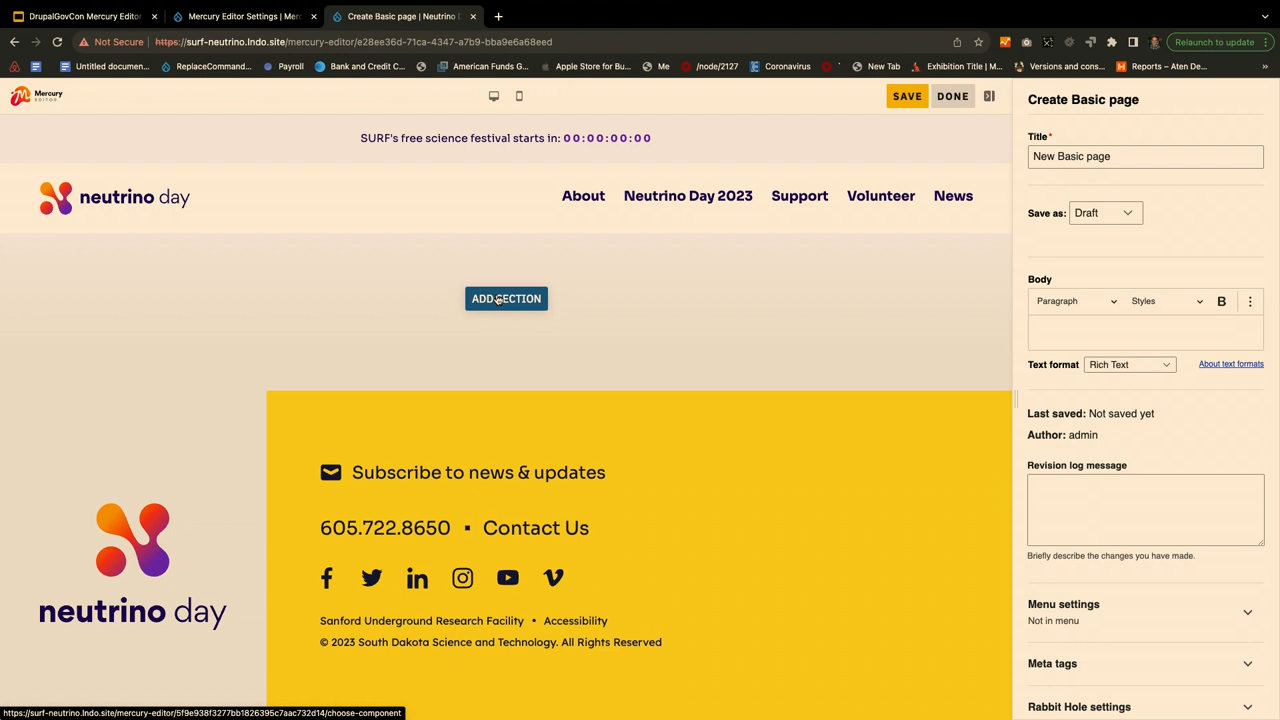 DrupalGovCon Mercury Editor
Mercury Editor Settings | Merc
Create Basic page | Neutrino D
Not Secure
https://surf-neutrino.lndo.site/mercury-editor/e28ee36d-71ca-4347-a7b9-bba9e6a68eed
Relaunch to update
Untitled documen...
ReplaceCommand...
Payroll
Bank and Credit C...
American Funds G...
Apple Store for Bu...
Me
/node/2127
Coronavirus
New Tab
Exhibition Title | M...
Versions and cons...
Reports – Aten De...
»
Mercury
EDITOR
SAVE
DONE
SURF's free science festival starts in: 00:00:00:00
neutrino day
About
Neutrino Day 2023
Support
Volunteer
News
ADD SECTION
Subscribe to news & updates
605.722.8650 ▪ Contact Us
neutrino day
Sanford Underground Research Facility • Accessibility
© 2023 South Dakota Science and Technology. All Rights Reserved
https://surf-neutrino.lndo.site/mercury-editor/5f9e938f3277bb1826395c7aac732d14/choose-component
Create Basic page
Title*
New Basic page
Save as: Draft
Body
Paragraph
Styles
B
Text format Rich Text
About text formats
Last saved: Not saved yet
Author: admin
Revision log message
Briefly describe the changes you have made.
Menu settings
Not in menu
Meta tags
Rabbit Hole settings